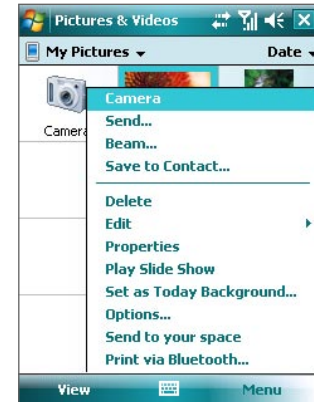 Pictures & Videos
My Pictures Date
Camera
Camera
Send...
Beam...
Save to Contact...
Delete
Edit
Properties
Play Slide Show
Set as Today Background...
Options...
Send to your space
Print via Bluetooth...
View Menu